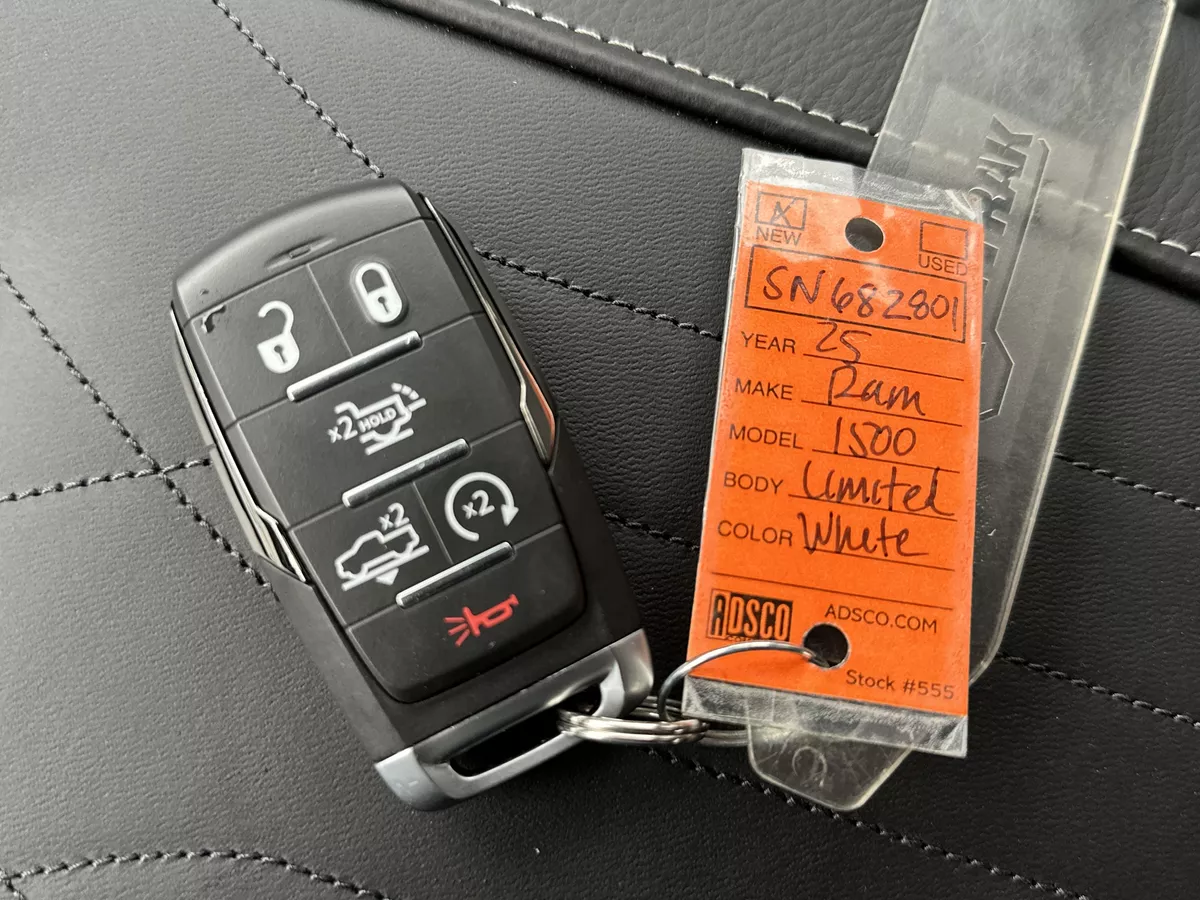 x2 HOLD
x2
x2
TRAK
X
NEW
USED
SN682801
YEAR 25
MAKE Ram
MODEL 1500
BODY Limited
COLOR White
ADSCO
ADSCO.COM
Stock #555